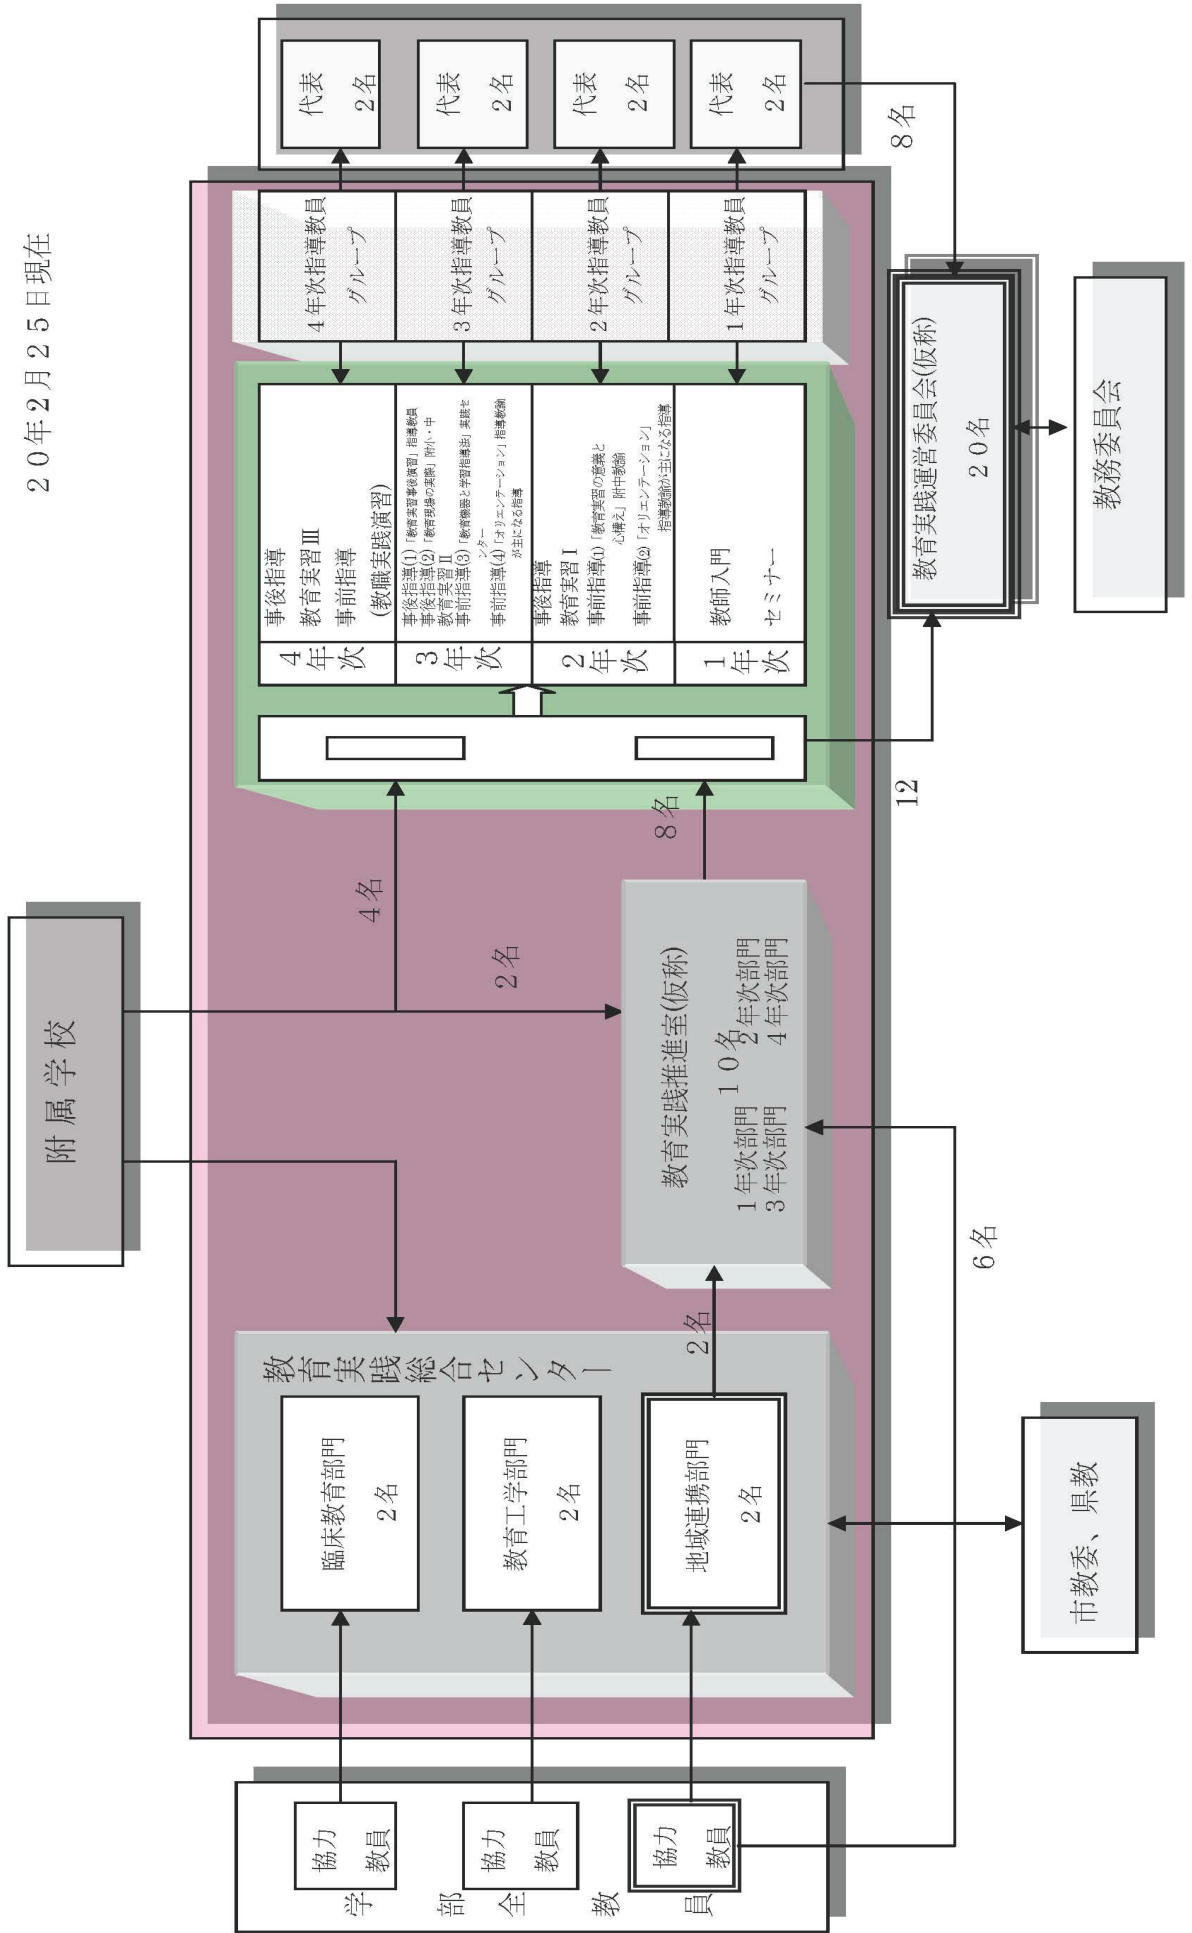 ２０年２月２５日現在
附属学校
学部全教員
協力
教員
協力
教員
協力
教員
教育実践総合センター
臨床教育部門
２名
教育工学部門
２名
地域連携部門
２名
市教委、県教
２名
６名
２名
４名
教育実践推進室(仮称)
１０名
１年次部門
２年次部門
３年次部門
４年次部門
８名
12
４年次
事後指導
教育実習Ⅲ
事前指導
(教職実践演習)
３年次
事後指導(1)「教育実習事後演習」指導教員
事後指導(2)「教育現場の実際」附小・中
教育実習Ⅱ
事前指導(3)「教育機器と学習指導法」実践セ
ンター
事前指導(4)「オリエンテーション」指導教諭
が主になる指導
２年次
事後指導
教育実習Ⅰ
事前指導(1)「教育実習の意義と
心構え」附中教諭
事前指導(2)「オリエンテーション」
指導教諭が主になる指導
１年次
教師入門
セミナー
４年次指導教員
グループ
３年次指導教員
グループ
２年次指導教員
グループ
１年次指導教員
グループ
代表
２名
代表
２名
代表
２名
代表
２名
８名
教育実践運営委員会(仮称)
２０名
教務委員会